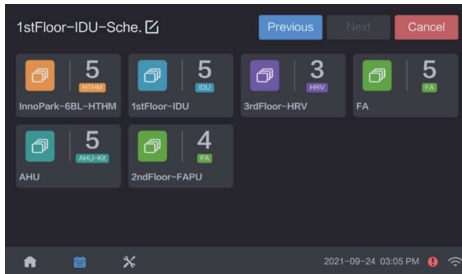 1stFloor-IDU-Sche.
Previous
Next
Cancel
5
HTHM
InnoPark-6BL-HTHM
5
IDU
1stFloor-IDU
3
HRV
3rdFloor-HRV
5
FA
FA
5
AHU-Kit
AHU
4
FA
2ndFloor-FAPU
2021-09-24 03:05 PM